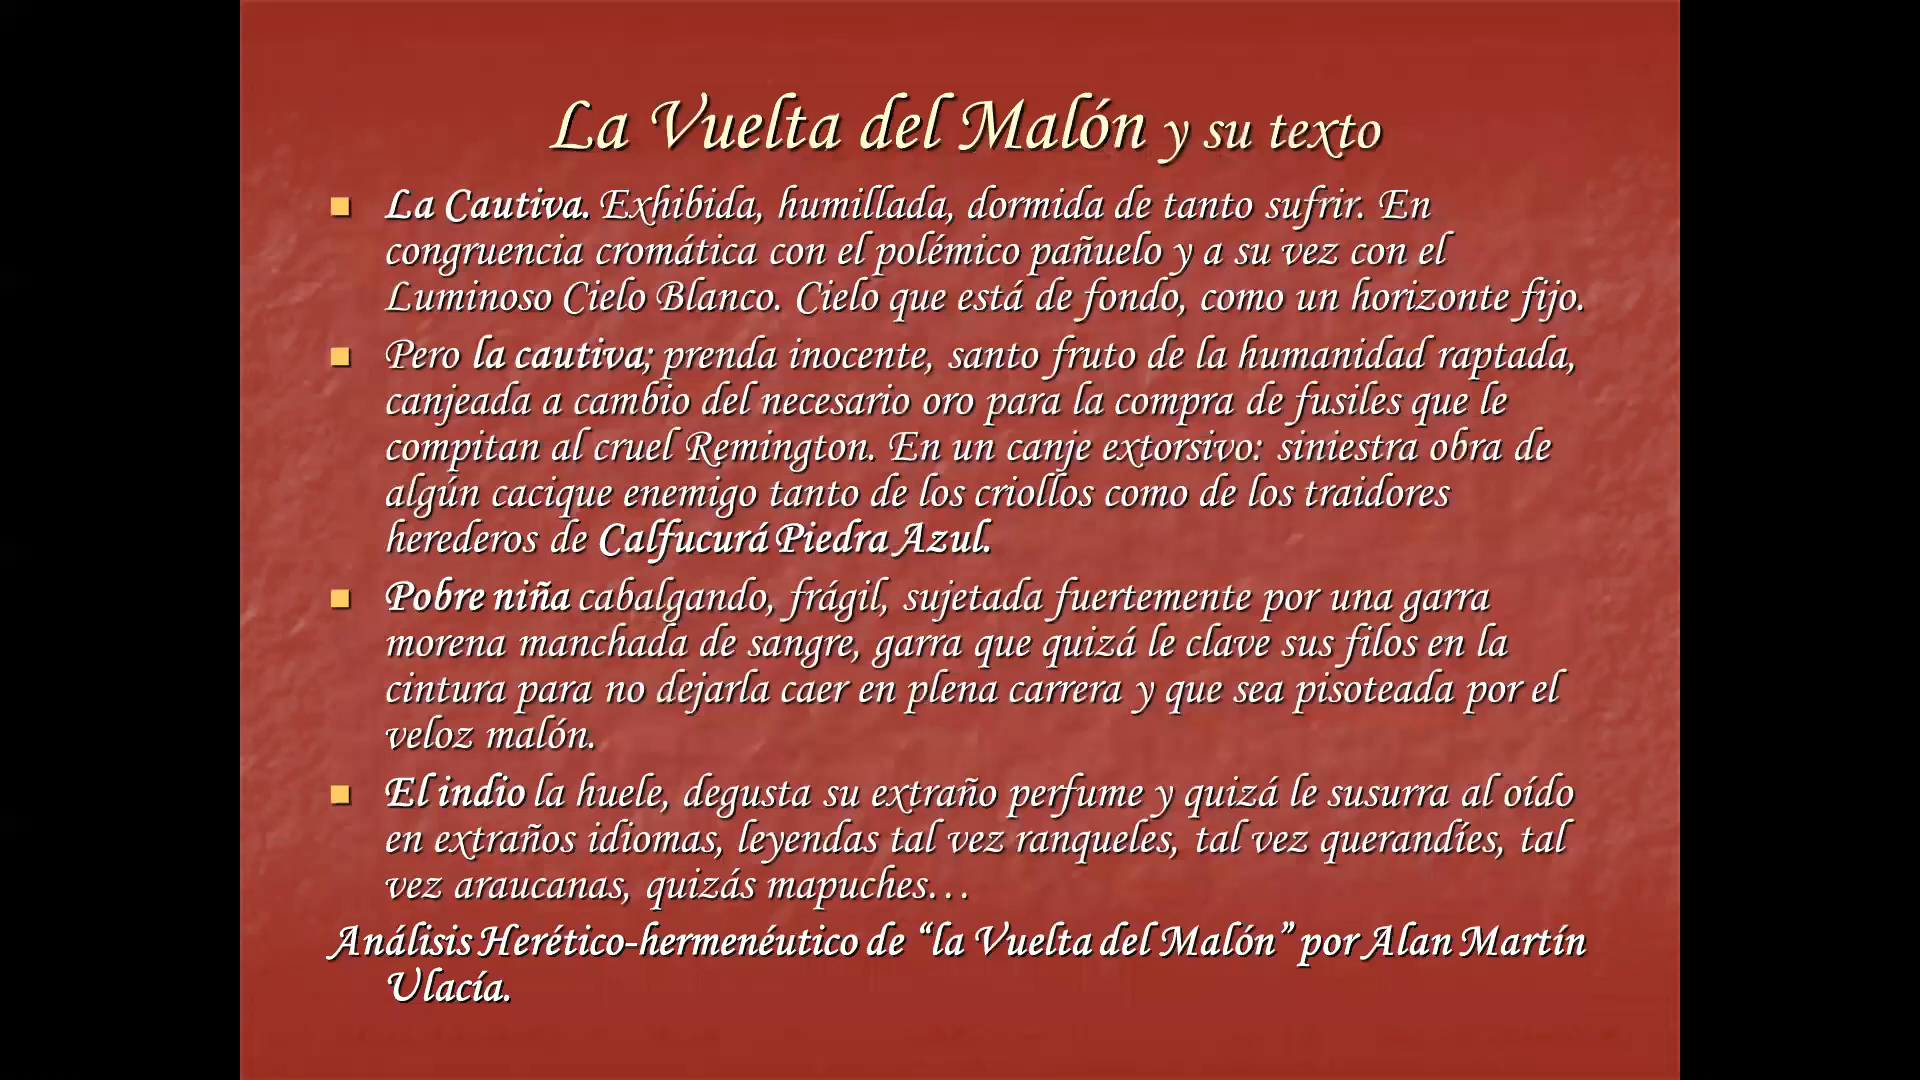 La Vuelta del Malón y su texto
La Cautiva. Exhibida, humillada, dormida de tanto sufrir. En
congruencia cromática con el polémico pañuelo y a su vez con el
Luminoso Cielo Blanco. Cielo que está de fondo, como un horizonte fijo.
Pero la cautiva; prenda inocente, santo fruto de la humanidad raptada,
canjeada a cambio del necesario oro para la compra de fusiles que le
compitan al cruel Remington. En un canje extorsivo: siniestra obra de
algún cacique enemigo tanto de los criollos como de los traidores
herederos de Calfucurá Piedra Azul.
Pobre niña cabalgando, frágil, sujetada fuertemente por una garra
morena manchada de sangre, garra que quizá le clave sus filos en la
cintura para no dejarla caer en plena carrera y que sea pisoteada por el
veloz malón.
El indio la huele, degusta su extraño perfume y quizá le susurra al oído
en extraños idiomas, leyendas tal vez ranqueles, tal vez querandíes, tal
vez araucanas, quizás mapuches…
Análisis Herético-hermenéutico de “la Vuelta del Malón” por Alan Martín
Ulacía.